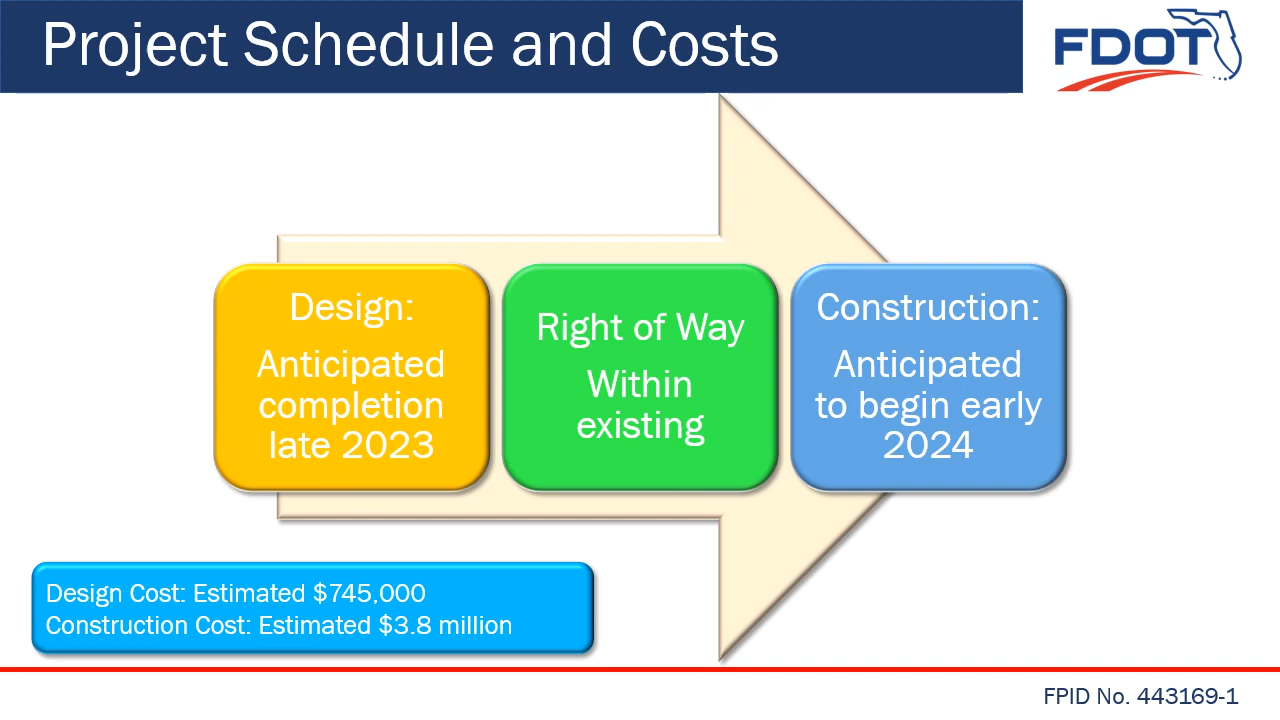 Project Schedule and Costs
FDOT
Design:
Anticipated
completion
late 2023
Right of Way
Within
existing
Construction:
Anticipated
to begin early
2024
Design Cost: Estimated $745,000
Construction Cost: Estimated $3.8 million
FPID No. 443169-1